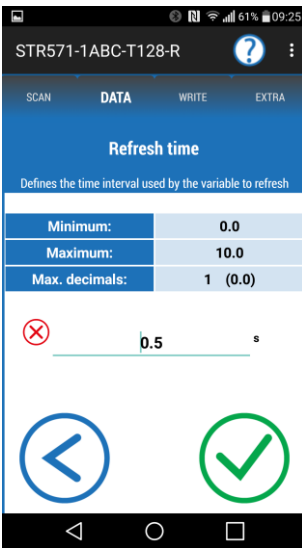 61% 09:25
STR571-1ABC-T128-R ?
SCAN DATA WRITE EXTRA
Refresh time
Defines the time interval used by the variable to refresh
Minimum: 0.0
Maximum: 10.0
Max. decimals: 1 (0.0)
0.5 s